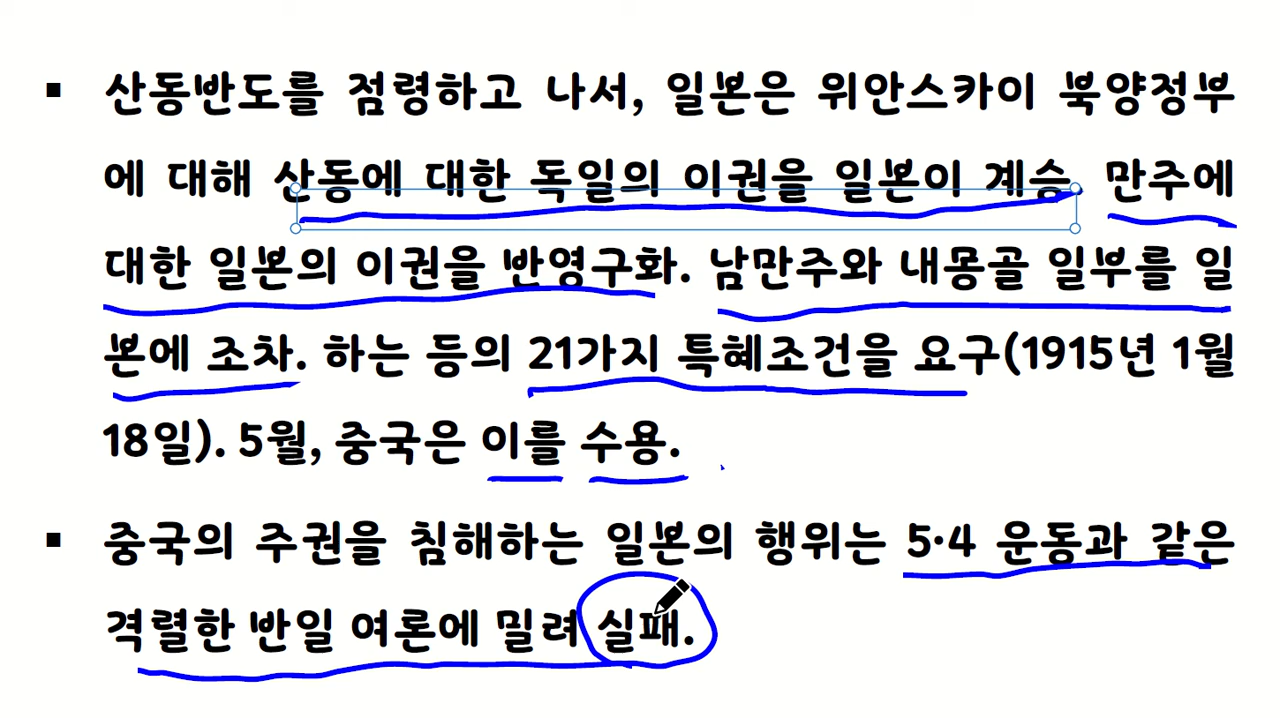 ▪ 산동반도를 점령하고 나서, 일본은 위안스카이 북양정부
에 대해 산동에 대한 독일의 이권을 일본이 계승. 만주에
대한 일본의 이권을 반영구화. 남만주와 내몽골 일부를 일
본에 조차. 하는 등의 21가지 특혜조건을 요구(1915년 1월
18일). 5월, 중국은 이를 수용.
▪ 중국의 주권을 침해하는 일본의 행위는 5·4 운동과 같은
격렬한 반일 여론에 밀려 실패.